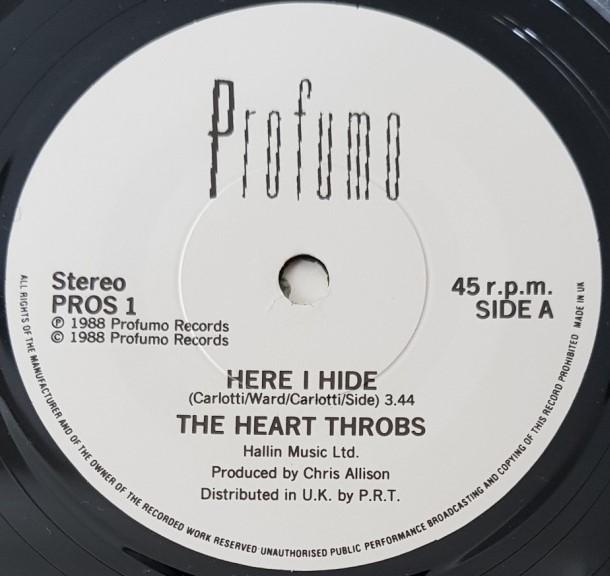 Profumo
Stereo
PROS 1
℗ 1988 Profumo Records
© 1988 Profumo Records
45 r.p.m.
SIDE A
HERE I HIDE
(Carlotti/Ward/Carlotti/Side) 3.44
THE HEART THROBS
Hallin Music Ltd.
Produced by Chris Allison
Distributed in U.K. by P.R.T.
ALL RIGHTS OF THE MANUFACTURER AND OF THE OWNER OF THE RECORDED WORK RESERVED·UNAUTHORISED PUBLIC PERFORMANCE BROADCASTING AND COPYING OF THIS RECORD PROHIBITED MADE IN UK